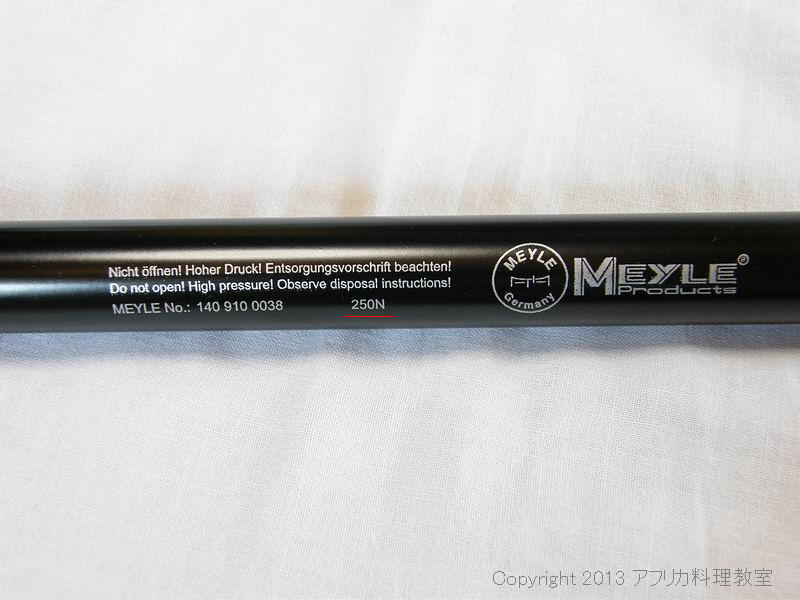 Nicht öffnen! Hoher Druck! Entsorgungsvorschrift beachten!
Do not open! High pressure! Observe disposal instructions!
MEYLE No.: 140 910 0038 250N
MEYLE
Germany
MEYLE®
Products
Copyright 2013 アフリカ料理教室